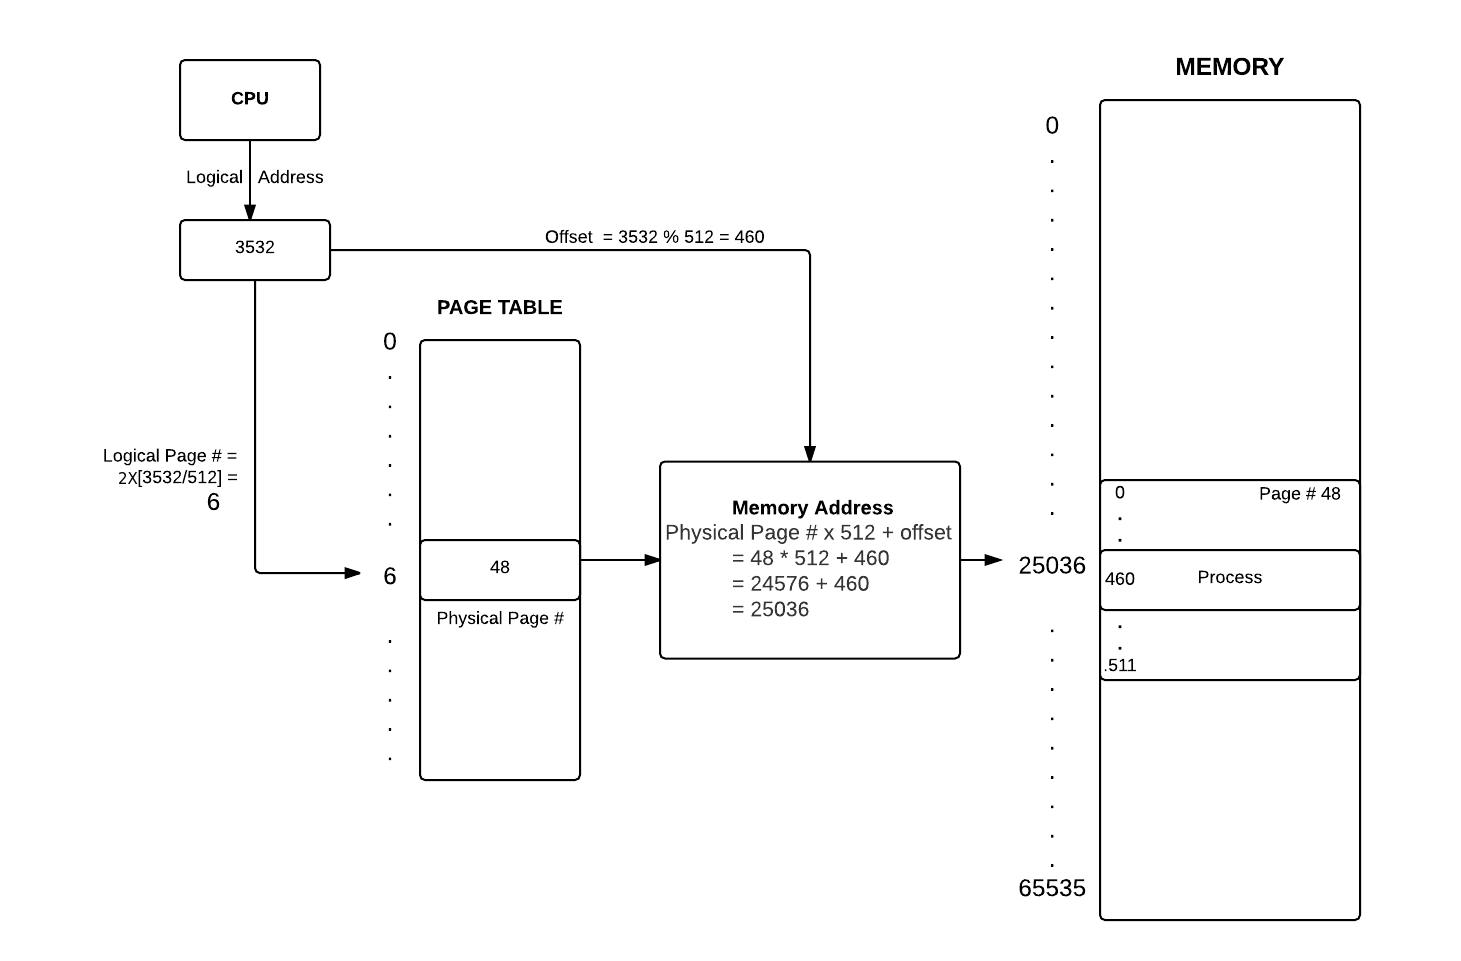 MEMORY
CPU
Logical Address
3532
Offset = 3532 % 512 = 460
PAGE TABLE
0
6
48
Physical Page #
Logical Page # =
2X[3532/512] =
6
Memory Address
Physical Page # x 512 + offset
= 48 * 512 + 460
= 24576 + 460
= 25036
0
25036
65535
0 Page # 48
460 Process
.511